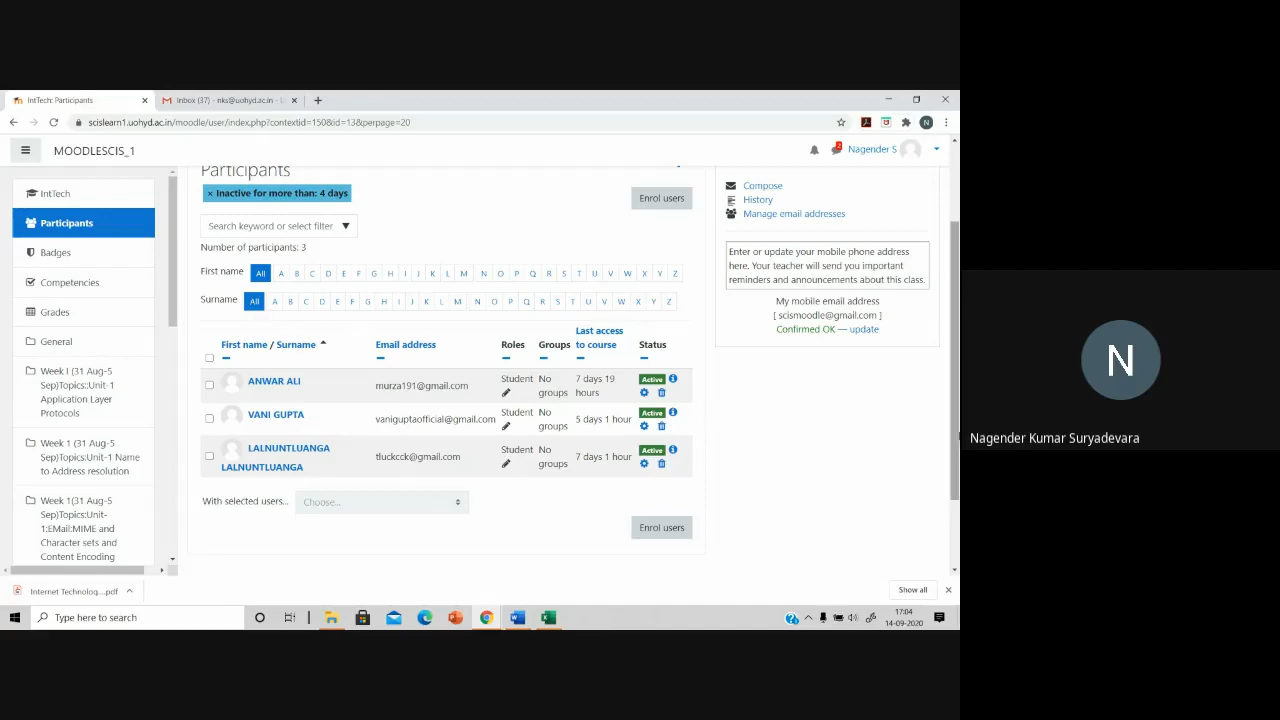 IntTech: Participants
Inbox (37) - nks@uohyd.ac.in -
scislearn1.uohyd.ac.in/moodle/user/index.php?contextid=150&id=13&perpage=20
N
MOODLESCIS_1
Nagender S
IntTech
Participants
Badges
Competencies
Grades
General
Week I (31 Aug-5
Sep)Topics:Unit-1
Application Layer
Protocols
Week 1 (31 Aug-5
Sep)Topics:Unit-1 Name
to Address resolution
Week 1(31 Aug-5
Sep)Topics:Unit-
1:EMail:MIME and
Character sets and
Content Encoding
Participants
× Inactive for more than: 4 days
Enrol users
Search keyword or select filter ▼
Number of participants: 3
First name All A B C D E F G H I J K L M N O P Q R S T U V W X Y Z
Surname All A B C D E F G H I J K L M N O P Q R S T U V W X Y Z
First name / Surname Email address Roles Groups Last access to course Status
ANWAR ALI murza191@gmail.com Student No groups 7 days 19 hours Active
VANI GUPTA vaniguptaofficial@gmail.com Student No groups 5 days 1 hour Active
LALNUNTLUANGA LALNUNTLUANGA tluckcck@gmail.com Student No groups 7 days 1 hour Active
With selected users... Choose...
Enrol users
Compose
History
Manage email addresses
Enter or update your mobile phone address
here. Your teacher will send you important
reminders and announcements about this class.
My mobile email address
[ scismoodle@gmail.com ]
Confirmed OK — update
Internet Technolog....pdf
Show all
Type here to search
17:04
14-09-2020
N
Nagender Kumar Suryadevara